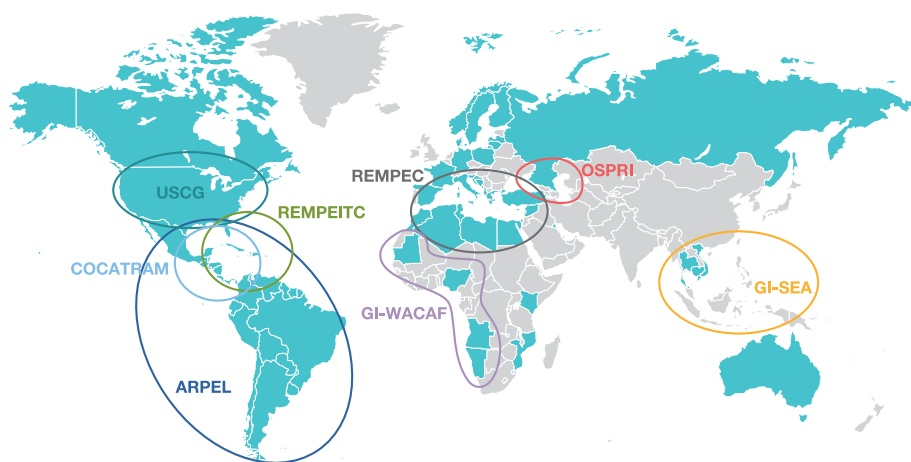 REMPEC
OSPRI
USCG
REMPEITC
COCATRAM
GI-SEA
GI-WACAF
ARPEL